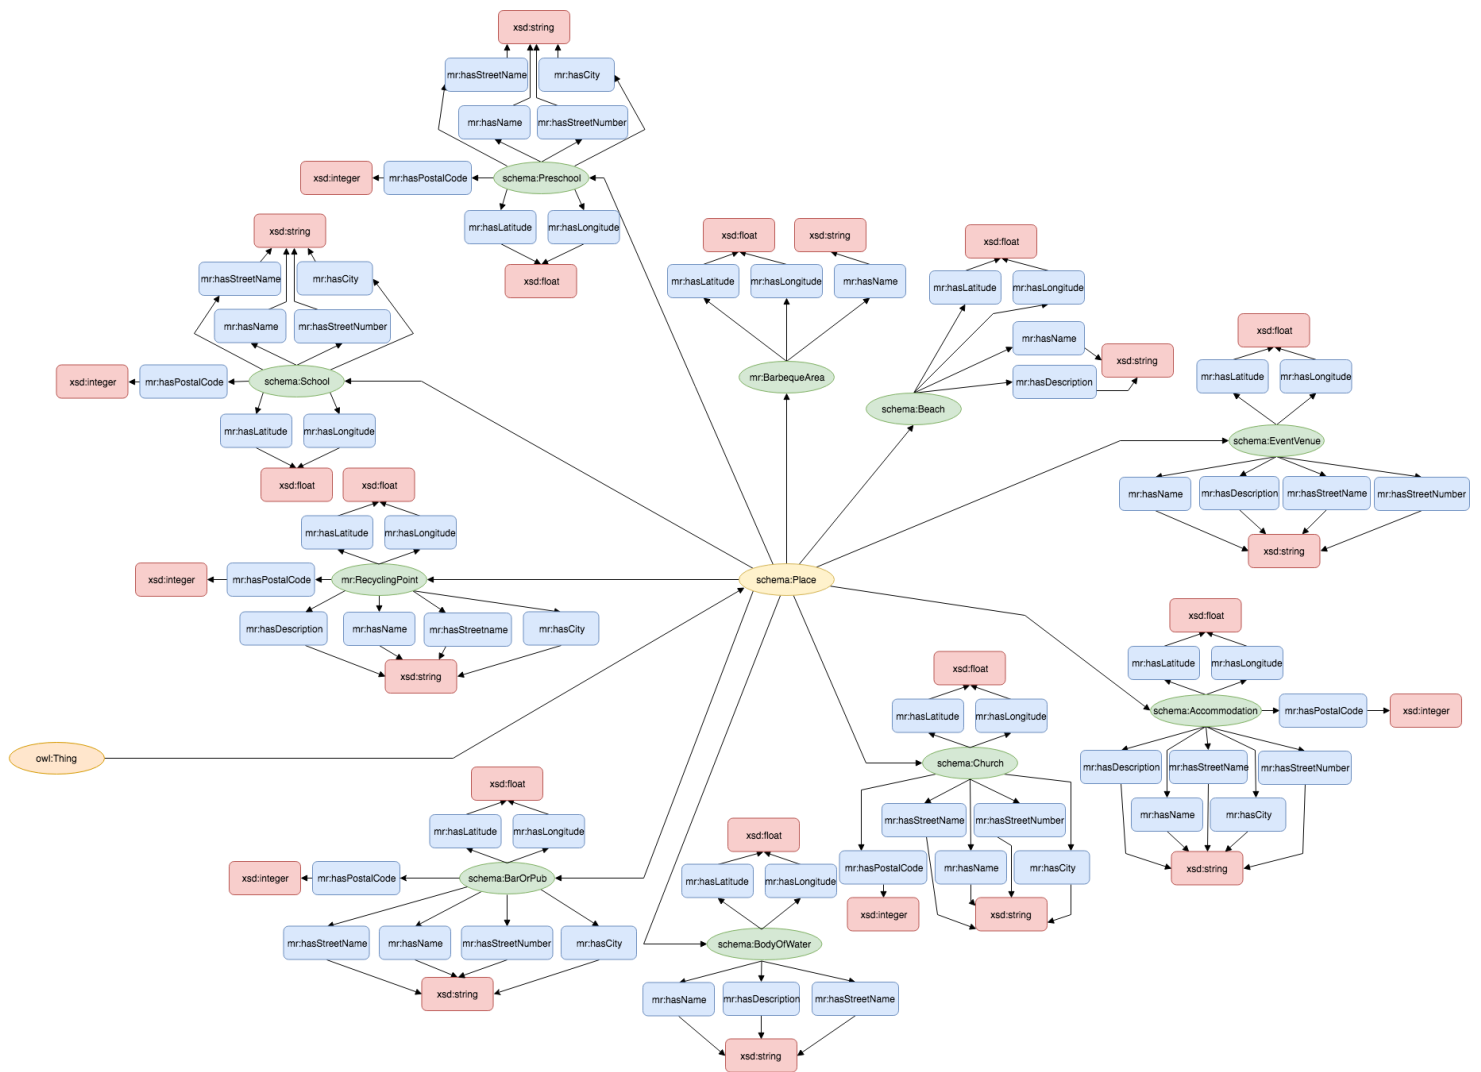 xsd:string
mr:hasStreetName
mr:hasCity
mr:hasName
mr:hasStreetNumber
xsd:integer
mr:hasPostalCode
schema:Preschool
mr:hasLatitude
mr:hasLongitude
xsd:float
xsd:string
mr:hasStreetName
mr:hasCity
mr:hasName
mr:hasStreetNumber
xsd:integer
mr:hasPostalCode
schema:School
mr:hasLatitude
mr:hasLongitude
xsd:float
xsd:float
xsd:string
mr:hasLatitude
mr:hasLongitude
mr:hasName
mr:BarbequeArea
xsd:float
mr:hasLatitude
mr:hasLongitude
mr:hasName
xsd:string
mr:hasDescription
schema:Beach
xsd:float
mr:hasLatitude
mr:hasLongitude
schema:EventVenue
mr:hasName
mr:hasDescription
mr:hasStreetName
mr:hasStreetNumber
xsd:string
xsd:float
mr:hasLatitude
mr:hasLongitude
xsd:integer
mr:hasPostalCode
mr:RecyclingPoint
mr:hasDescription
mr:hasName
mr:hasStreetname
mr:hasCity
xsd:string
schema:Place
owl:Thing
xsd:float
mr:hasLatitude
mr:hasLongitude
schema:Accommodation
mr:hasPostalCode
xsd:integer
mr:hasDescription
mr:hasStreetName
mr:hasStreetNumber
mr:hasName
mr:hasCity
xsd:string
xsd:float
mr:hasLatitude
mr:hasLongitude
schema:Church
mr:hasStreetName
mr:hasStreetNumber
mr:hasPostalCode
mr:hasName
mr:hasCity
xsd:integer
xsd:string
xsd:float
mr:hasLatitude
mr:hasLongitude
xsd:integer
mr:hasPostalCode
schema:BarOrPub
mr:hasStreetName
mr:hasName
mr:hasStreetNumber
mr:hasCity
xsd:string
xsd:float
mr:hasLatitude
mr:hasLongitude
schema:BodyOfWater
mr:hasName
mr:hasDescription
mr:hasStreetName
xsd:string